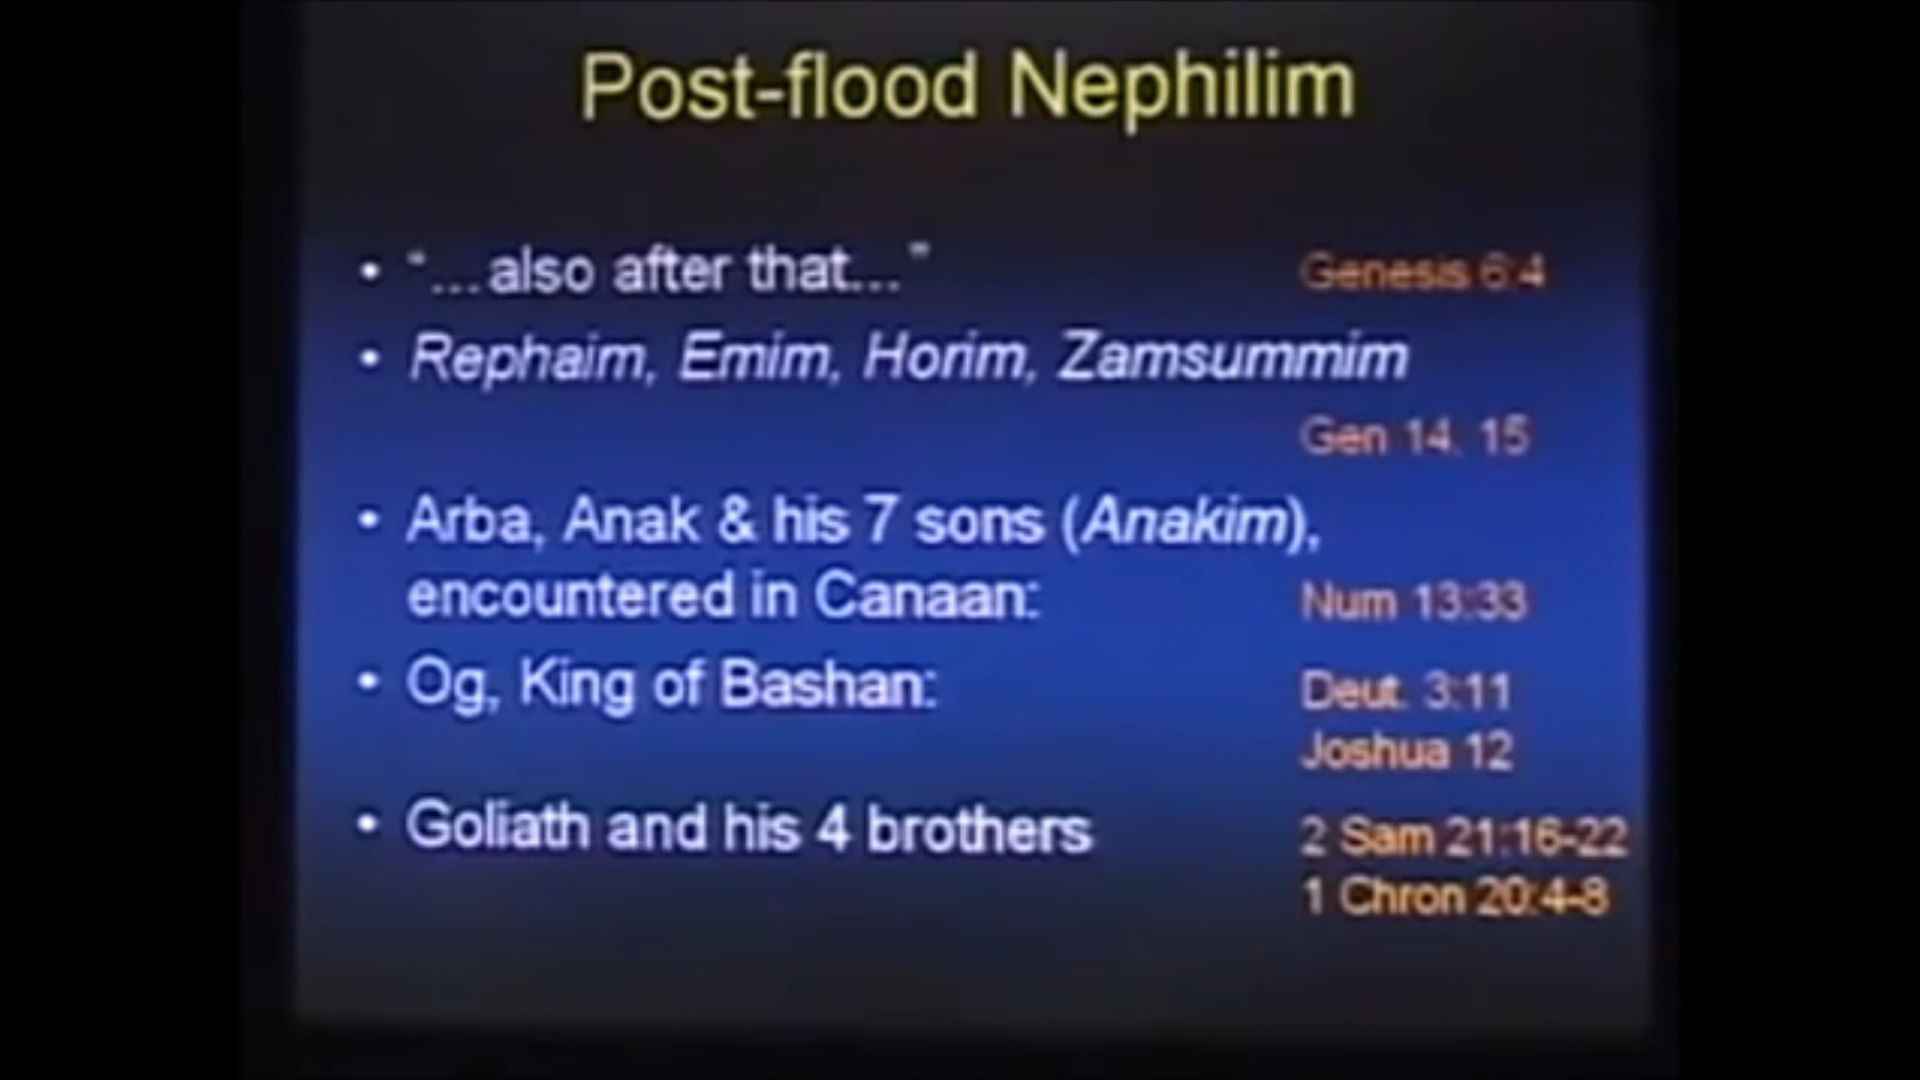 Post-flood Nephilim
• "...also after that..." Genesis 6:4
• Rephaim, Emim, Horim, Zamsummim
Gen 14, 15
• Arba, Anak & his 7 sons (Anakim),
encountered in Canaan: Num 13:33
• Og, King of Bashan: Deut. 3:11
Joshua 12
• Goliath and his 4 brothers 2 Sam 21:16-22
1 Chron 20:4-8